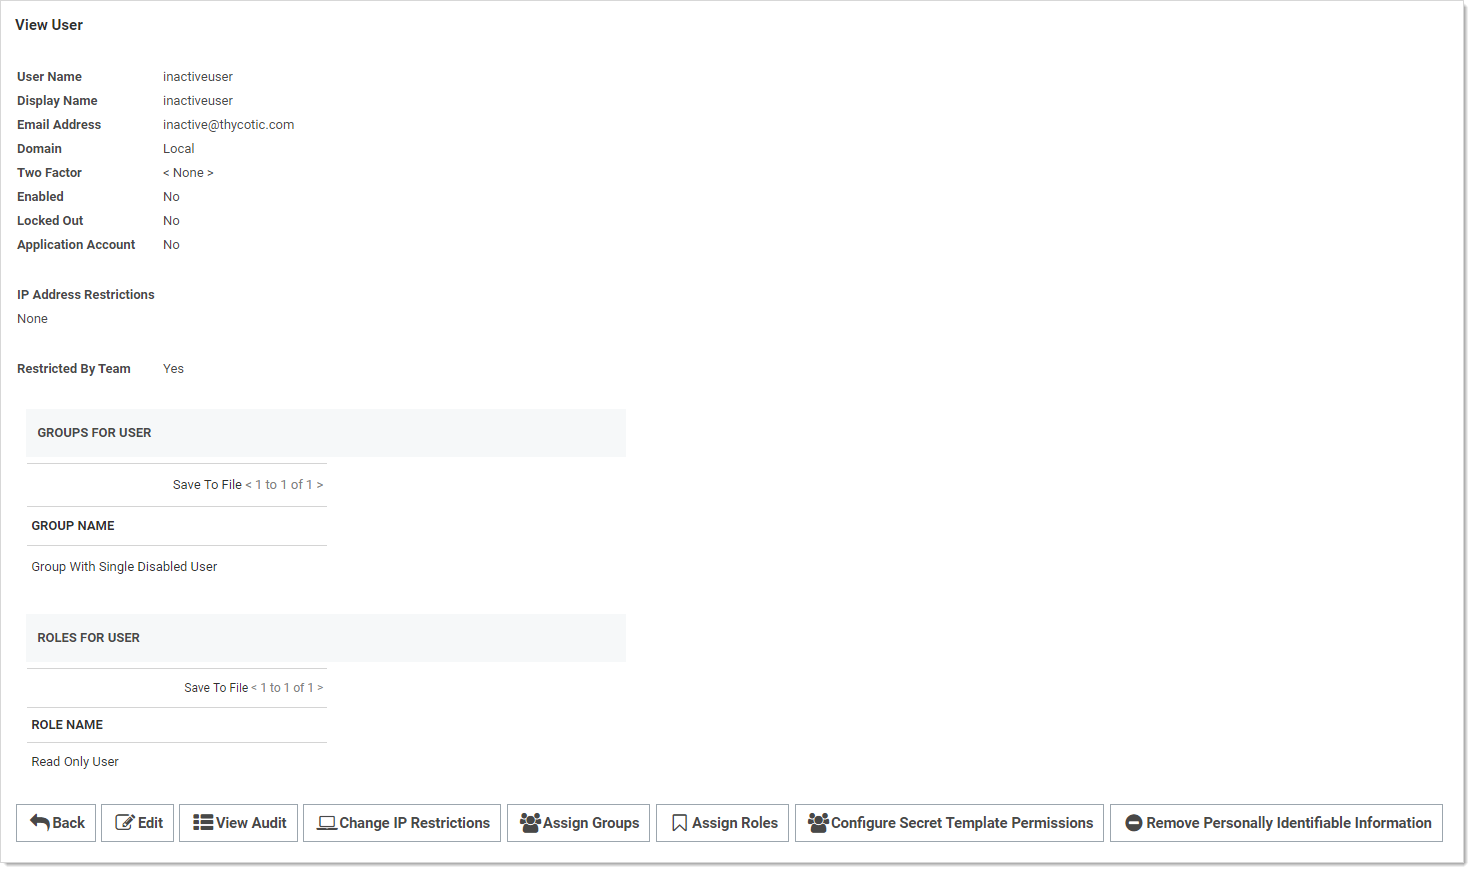 View User
User Name inactiveuser
Display Name inactiveuser
Email Address inactive@thycotic.com
Domain Local
Two Factor < None >
Enabled No
Locked Out No
Application Account No
IP Address Restrictions
None
Restricted By Team Yes
GROUPS FOR USER
Save To File < 1 to 1 of 1 >
GROUP NAME
Group With Single Disabled User
ROLES FOR USER
Save To File < 1 to 1 of 1 >
ROLE NAME
Read Only User
Back Edit View Audit Change IP Restrictions Assign Groups Assign Roles Configure Secret Template Permissions Remove Personally Identifiable Information